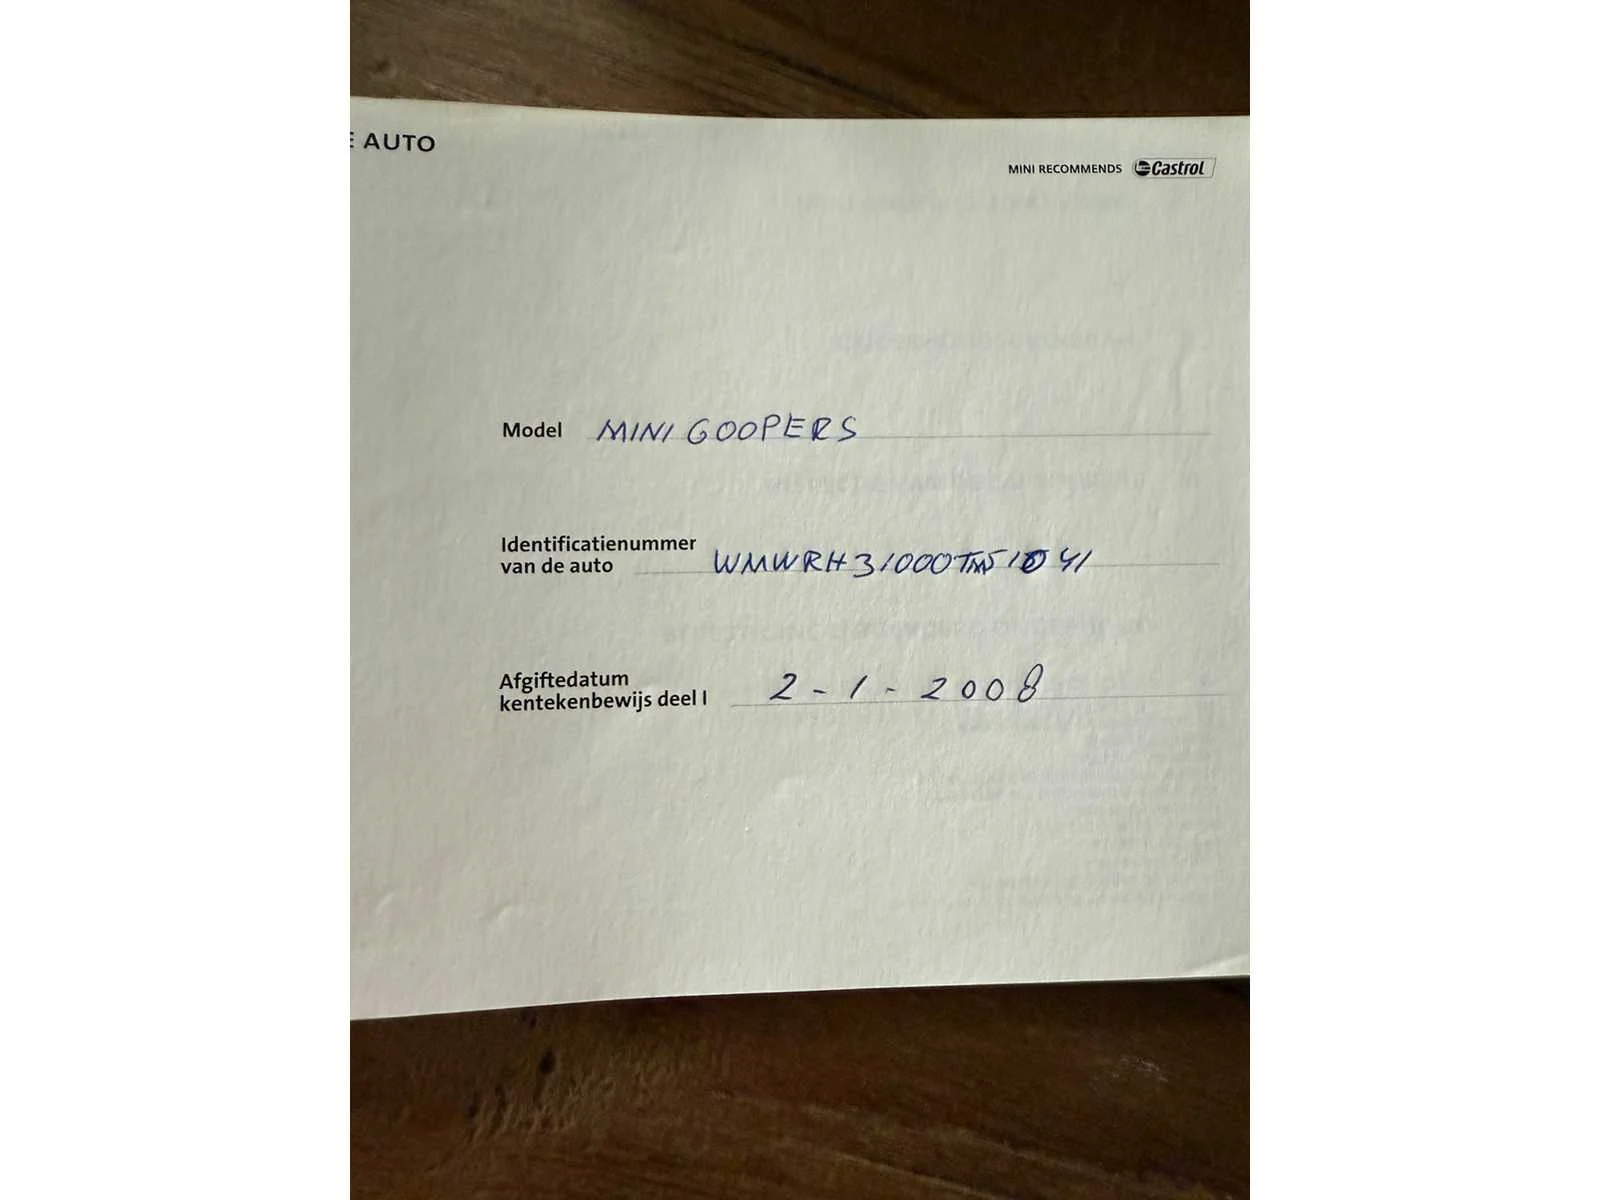 E AUTO
MINI RECOMMENDS Castrol
Model MINI COOPERS
Identificatienummer
van de auto
Afgiftedatum
kentekenbewijs deel I 2-1-2008